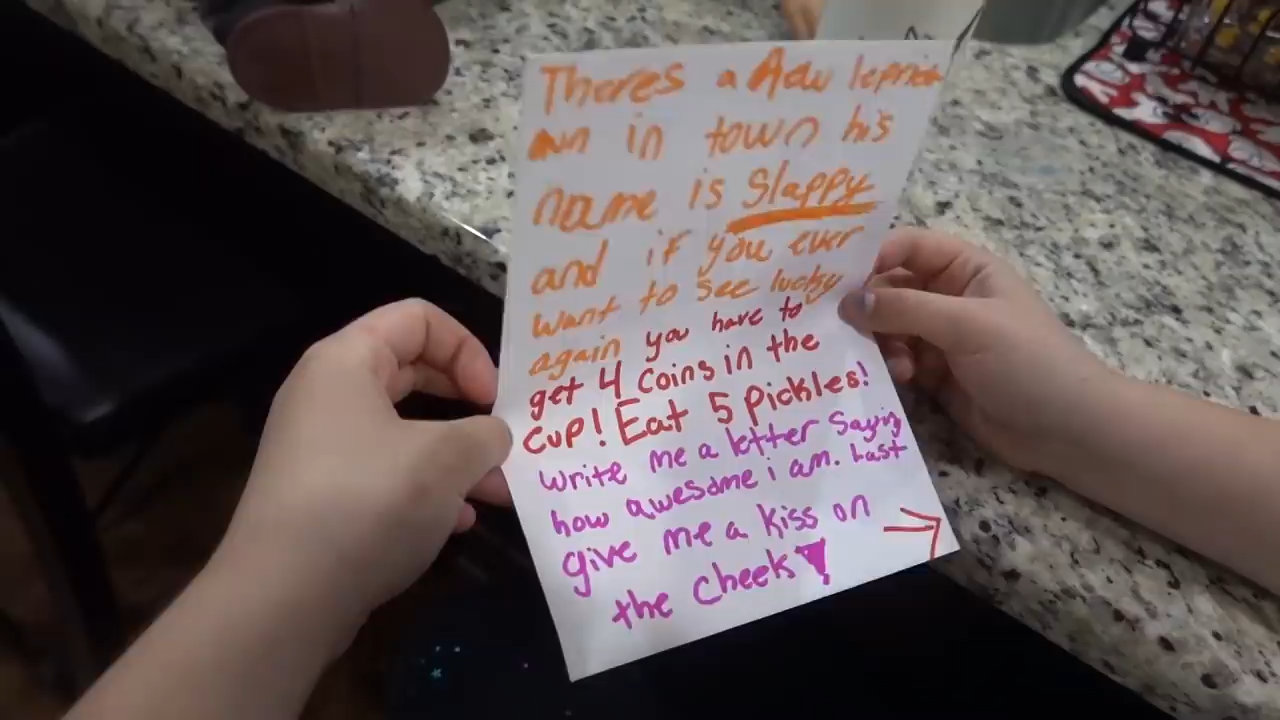 Theres a New leprich
aun in town his
name is Slappy
and if you ever
want to see lucky
again you have to
get 4 coins in the
cup! Eat 5 pickles!
Write me a letter Saying
how awesome i am. Last
give me a kiss on
the cheek!